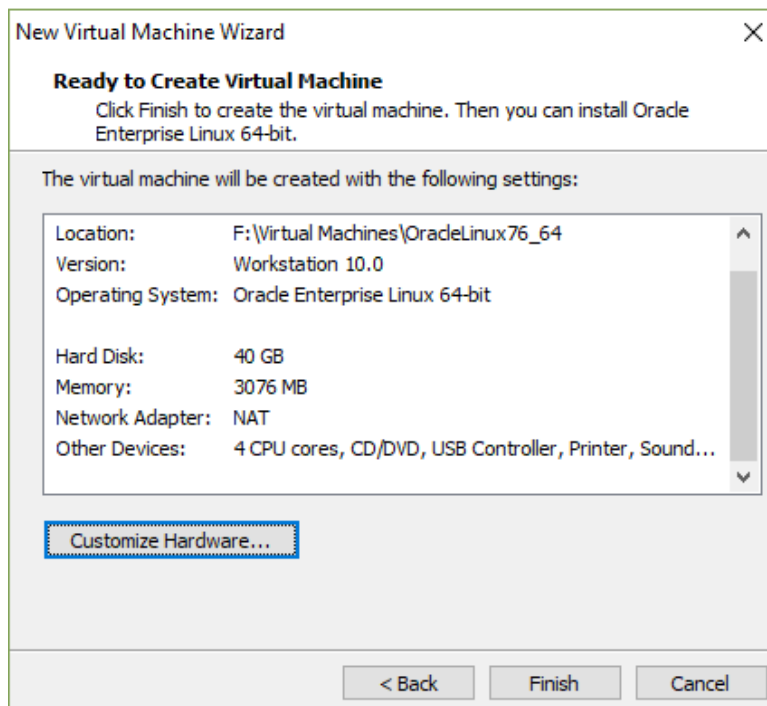 New Virtual Machine Wizard
Ready to Create Virtual Machine
Click Finish to create the virtual machine. Then you can install Oracle
Enterprise Linux 64-bit.
The virtual machine will be created with the following settings:
Location: F:\Virtual Machines\OracleLinux76_64
Version: Workstation 10.0
Operating System: Oracle Enterprise Linux 64-bit
Hard Disk: 40 GB
Memory: 3076 MB
Network Adapter: NAT
Other Devices: 4 CPU cores, CD/DVD, USB Controller, Printer, Sound...
Customize Hardware...
< Back Finish Cancel